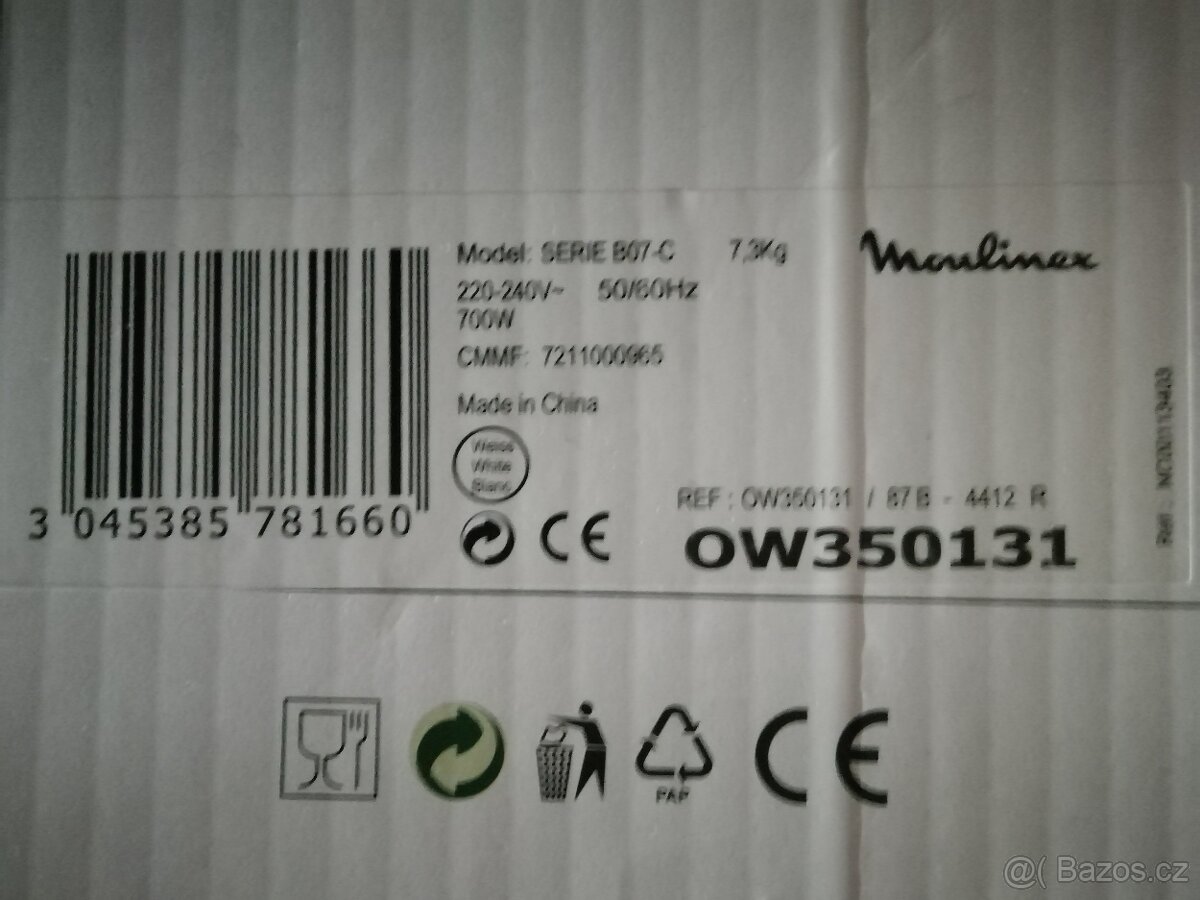 Model: SERIE B07-C 7,3Kg
Moulinex
220-240V~ 50/60Hz
700W
CMMF: 7211000965
Made in China
Weiss
White
Blanc
REF : OW350131 / 87 B - 4412 R
OW350131
3 045385 781660
CE
PAP
CE
@( Bazos.cz